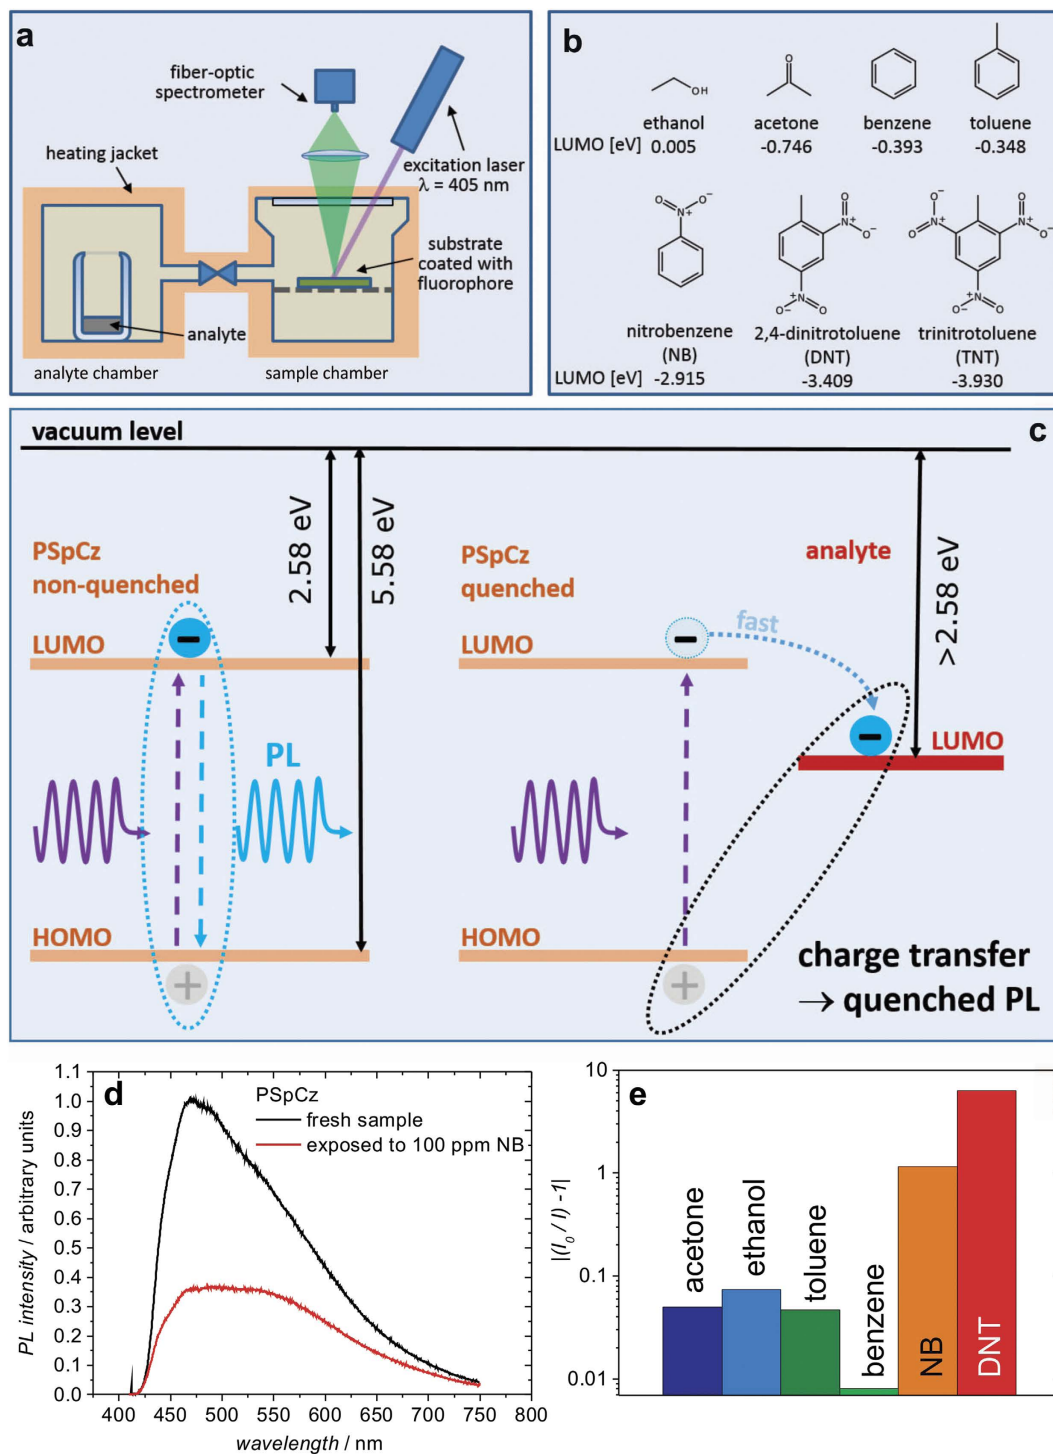 a
fiber-optic
spectrometer
heating jacket
excitation laser
λ = 405 nm
substrate
coated with
fluorophore
analyte
analyte chamber
sample chamber
b
OH
O
ethanol acetone benzene toluene
LUMO [eV] 0.005 -0.746 -0.393 -0.348
O N⁺ O⁻
O N⁺ O⁻ N⁺ O⁻ O
O⁻ N⁺ O O N⁺ O⁻ N⁺ O⁻ O
nitrobenzene 2,4-dinitrotoluene trinitrotoluene
(NB) (DNT) (TNT)
LUMO [eV] -2.915 -3.409 -3.930
vacuum level
c
2.58 eV
5.58 eV
>2.58 eV
PSpCz
non-quenched
LUMO
PL
HOMO
PSpCz
quenched
LUMO
fast
analyte
LUMO
HOMO
charge transfer
→ quenched PL
d
PSpCz
fresh sample
exposed to 100 ppm NB
PL intensity / arbitrary units
1.1
1.0
0.9
0.8
0.7
0.6
0.5
0.4
0.3
0.2
0.1
0.0
400 450 500 550 600 650 700 750 800
wavelength / nm
e
|(I₀ / I) -1|
10
1
0.1
0.01
acetone
ethanol
toluene
benzene
NB
DNT